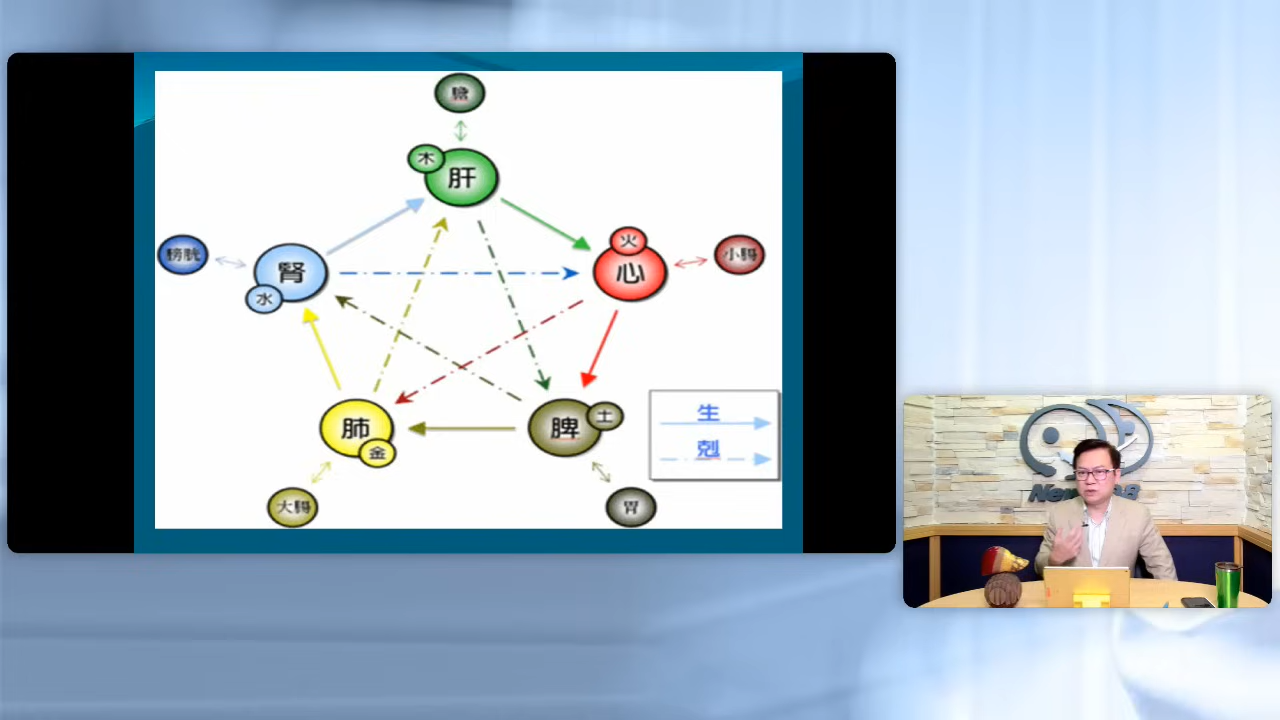 膽
木
肝
火
心
小腸
膀胱
腎
水
肺
金
脾
土
大腸
胃
生
剋